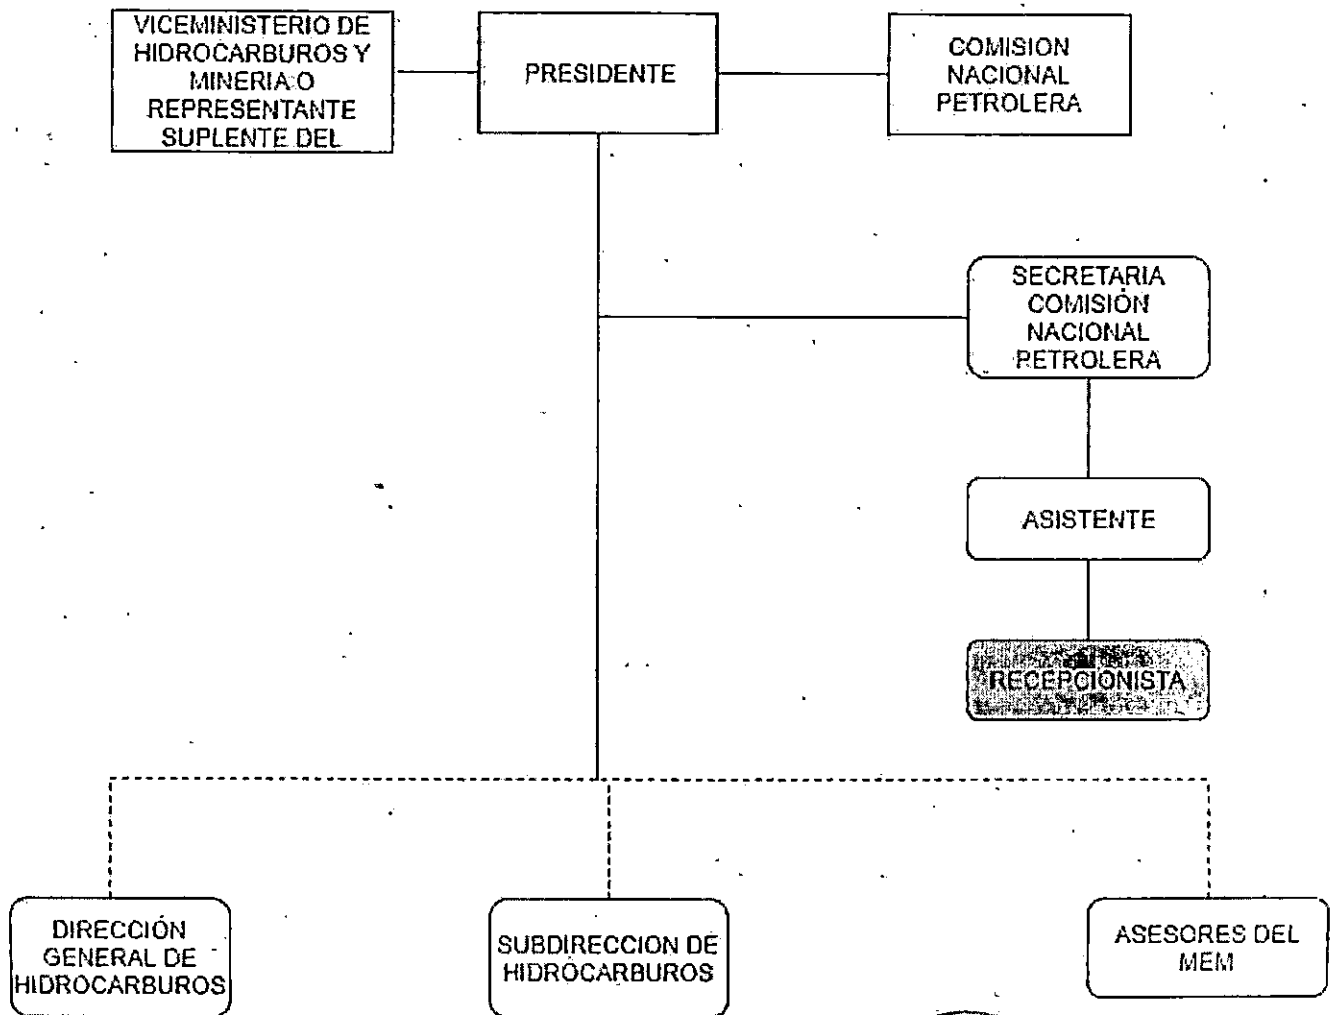 VICEMINISTERIO DE
HIDROCARBUROS Y
MINERIA O
REPRESENTANTE
SUPLENTE DEL
PRESIDENTE
COMISION
NACIONAL
PETROLERA
SECRETARIA
COMISIÓN
NACIONAL
PETROLERA
ASISTENTE
RECEPCIONISTA
DIRECCIÓN
GENERAL DE
HIDROCARBUROS
SUBDIRECCION DE
HIDROCARBUROS
ASESORES DEL
MEM